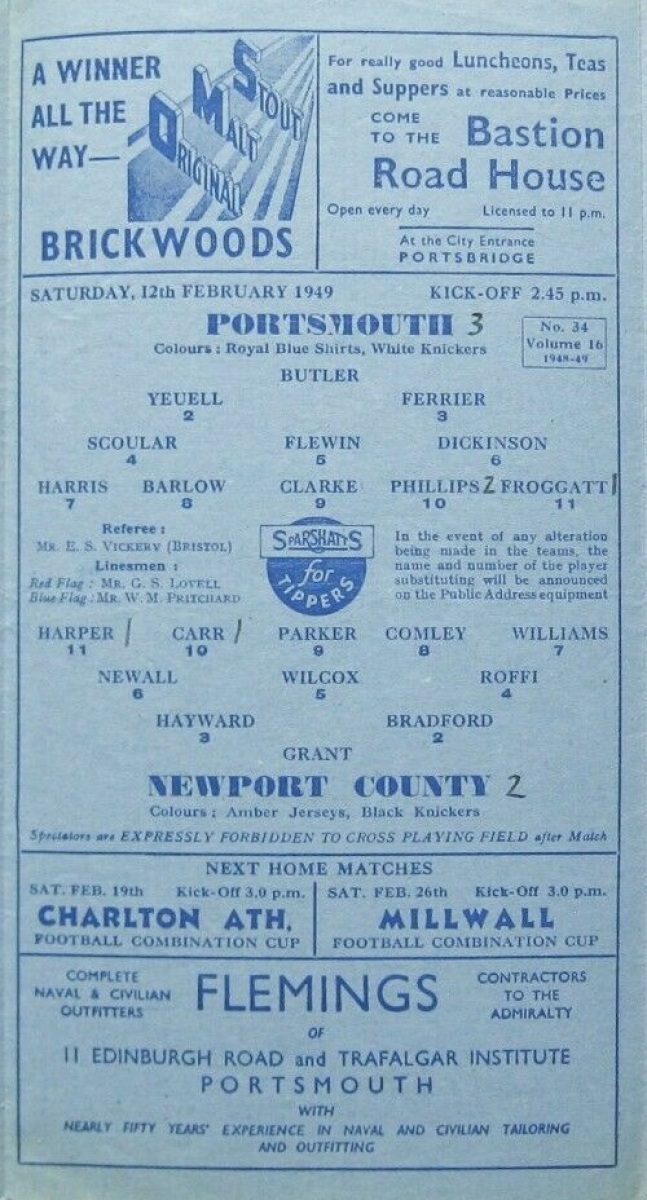 A WINNER
ALL THE
WAY—
ORIGINAL
MALT
STOUT
BRICKWOODS
For really good Luncheons, Teas
and Suppers at reasonable Prices
COME
TO THE Bastion
Road House
Open every day Licensed to 11 p.m.
At the City Entrance
PORTSBRIDGE
SATURDAY, 12th FEBRUARY 1949 KICK-OFF 2.45 p.m.
PORTSMOUTH 3
Colours : Royal Blue Shirts, White Knickers
No. 34
Volume 16
1948-49
BUTLER
YEUELL FERRIER
2 3
SCOULAR FLEWIN DICKINSON
4 5 6
HARRIS BARLOW CLARKE PHILLIPS 2 FROGGATT 1
7 8 9 10 11
Referee :
MR. E. S. VICKERY (BRISTOL)
Linesmen :
Red Flag : MR. G. S. LOVELL
Blue Flag : MR. W. M. PRITCHARD
SPARSHATTS
for
TIPPERS
In the event of any alteration
being made in the teams, the
name and number of the player
substituting will be announced
on the Public Address equipment
HARPER 1 CARR 1 PARKER COMLEY WILLIAMS
11 10 9 8 7
NEWALL WILCOX ROFFI
6 5 4
HAYWARD BRADFORD
3 2
GRANT
NEWPORT COUNTY 2
Colours : Amber Jerseys, Black Knickers
Spectators are EXPRESSLY FORBIDDEN TO CROSS PLAYING FIELD after Match
NEXT HOME MATCHES
SAT. FEB. 19th Kick-Off 3.0 p.m.
CHARLTON ATH.
FOOTBALL COMBINATION CUP
SAT. FEB. 26th Kick-Off 3.0 p.m.
MILLWALL
FOOTBALL COMBINATION CUP
COMPLETE
NAVAL & CIVILIAN
OUTFITTERS
FLEMINGS
CONTRACTORS
TO THE
ADMIRALTY
OF
11 EDINBURGH ROAD and TRAFALGAR INSTITUTE
PORTSMOUTH
WITH
NEARLY FIFTY YEARS' EXPERIENCE IN NAVAL AND CIVILIAN TAILORING
AND OUTFITTING